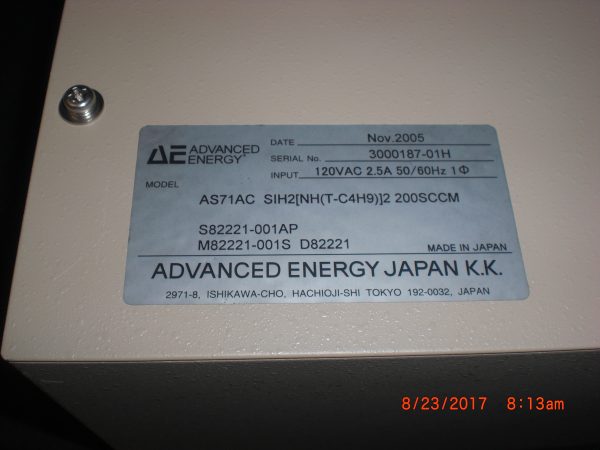 ADVANCED
ENERGY®
DATE Nov.2005
SERIAL No. 3000187-01H
INPUT 120VAC 2.5A 50/60Hz 1Φ
MODEL
AS71AC SIH2[NH(T-C4H9)]2 200SCCM
S82221-001AP
M82221-001S D82221
MADE IN JAPAN
ADVANCED ENERGY JAPAN K.K.
2971-8, ISHIKAWA-CHO, HACHIOJI-SHI TOKYO 192-0032, JAPAN
8/23/2017 8:13am